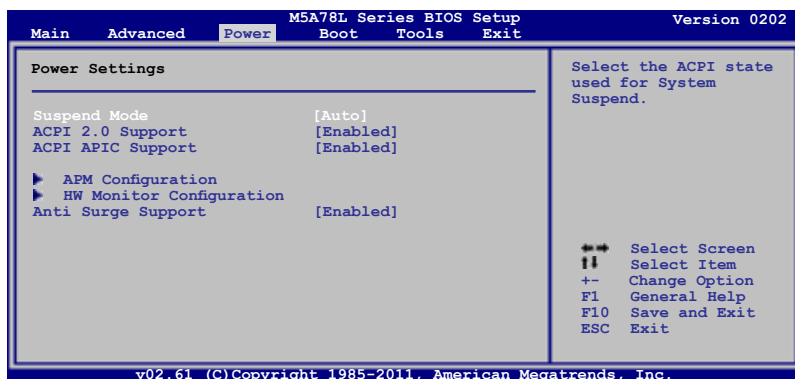 M5A78L Series BIOS Setup Version 0202
Main Advanced Power Boot Tools Exit
Power Settings
Suspend Mode [Auto]
ACPI 2.0 Support [Enabled]
ACPI APIC Support [Enabled]
APM Configuration
HW Monitor Configuration
Anti Surge Support [Enabled]
Select the ACPI state
used for System
Suspend.
Select Screen
Select Item
+- Change Option
F1 General Help
F10 Save and Exit
ESC Exit
v02.61 (C)Copyright 1985-2011, American Megatrends, Inc.